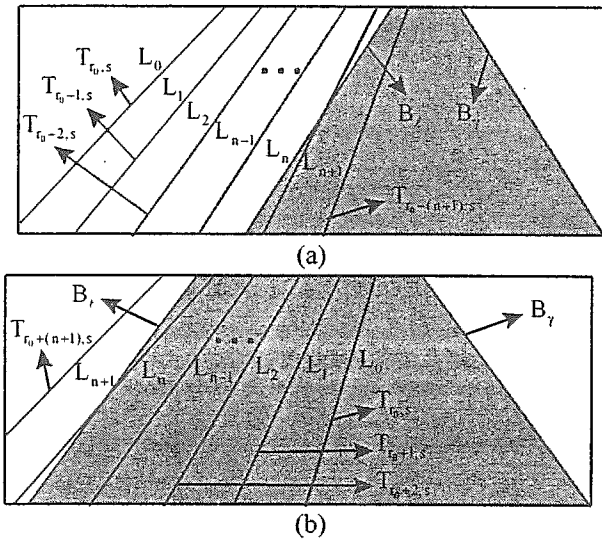 T_{r_0,s}
L_0
T_{r_0-1,s}
L_1
T_{r_0-2,s}
L_2
L_{n-1}
L_n
L_{n+1}
B_γ
T_{r_0-(n+1),s}
(a)
B_ℓ
T_{r_0+(n+1),s}
L_{n+1}
L_n
L_{n-1}
L_2
L_1
L_0
B_γ
T_{r_0,s}
T_{r_0+1,s}
T_{r_0+2,s}
(b)